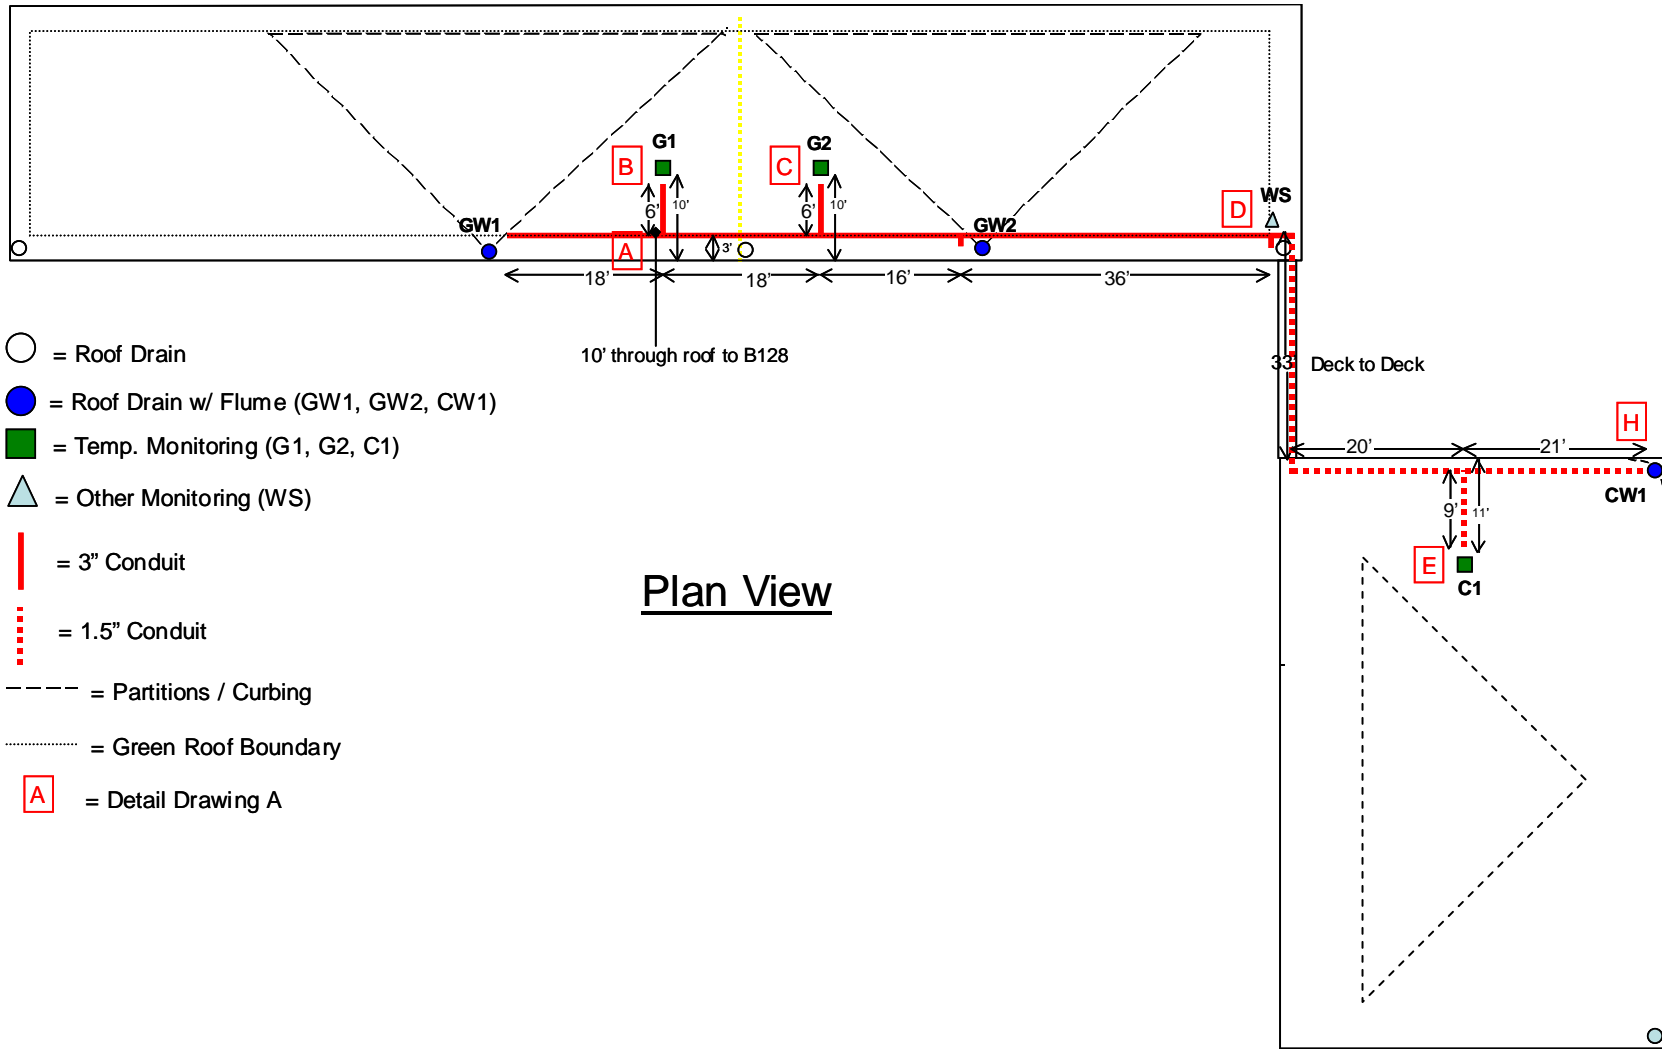 G1
G2
B
C
WS
D
6'
10'
6'
10'
GW1
GW2
A
3'
18'
18'
16'
36'
10' through roof to B128
= Roof Drain
33'
Deck to Deck
= Roof Drain w/ Flume (GW1, GW2, CW1)
H
= Temp. Monitoring (G1, G2, C1)
20'
21'
= Other Monitoring (WS)
CW1
9'
11'
= 3” Conduit
E
C1
Plan View
= 1.5” Conduit
= Partitions / Curbing
= Green Roof Boundary
A
= Detail Drawing A